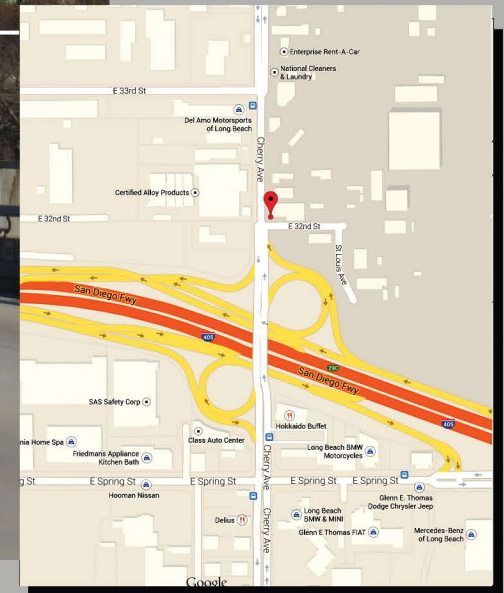 Enterprise Rent-A-Car
National Cleaners
& Laundry
E 33rd St
Del Amo Motorsports
of Long Beach
Cherry Ave
Certified Alloy Products
E 32nd St
E 32nd St
St Louis Ave
San Diego Fwy
405
29C
San Diego Fwy
405
SAS Safety Corp
Hokkaido Buffet
Class Auto Center
nia Home Spa
Friedmans Appliance
Kitchen Bath
Long Beach BMW
Motorcycles
Cherry Ave
g St
E Spring St
E Spring St
E Spring St
Hooman Nissan
Glenn E. Thomas
Dodge Chrysler Jeep
Delius
Long Beach
BMW & MINI
Cherry Ave
Glenn E Thomas FIAT
Mercedes-Benz
of Long Beach
Google